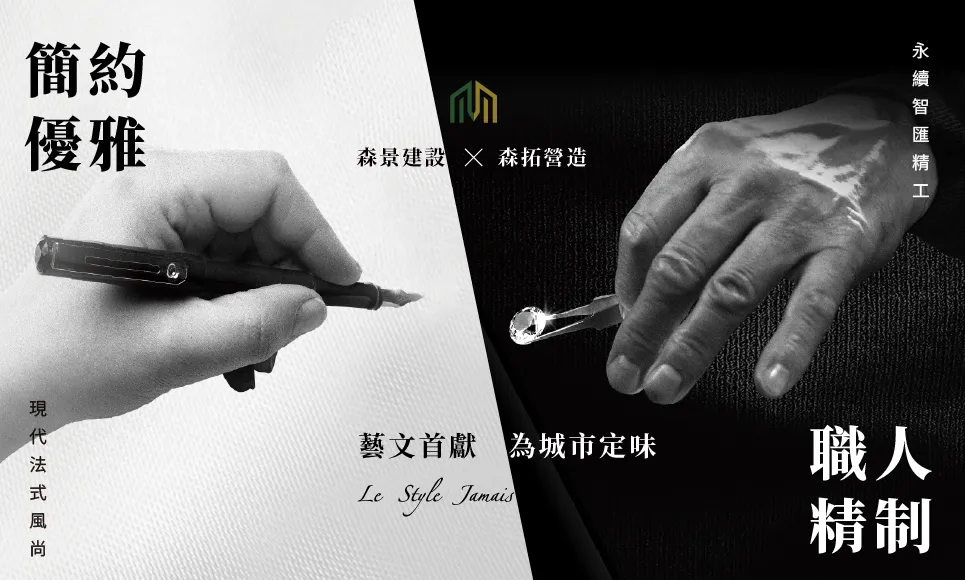 簡約
優雅
永續智匯精工
森景建設 × 森拓營造
現代法式風尚
藝文首獻 為城市定味
Le Style Jamais
職人
精制